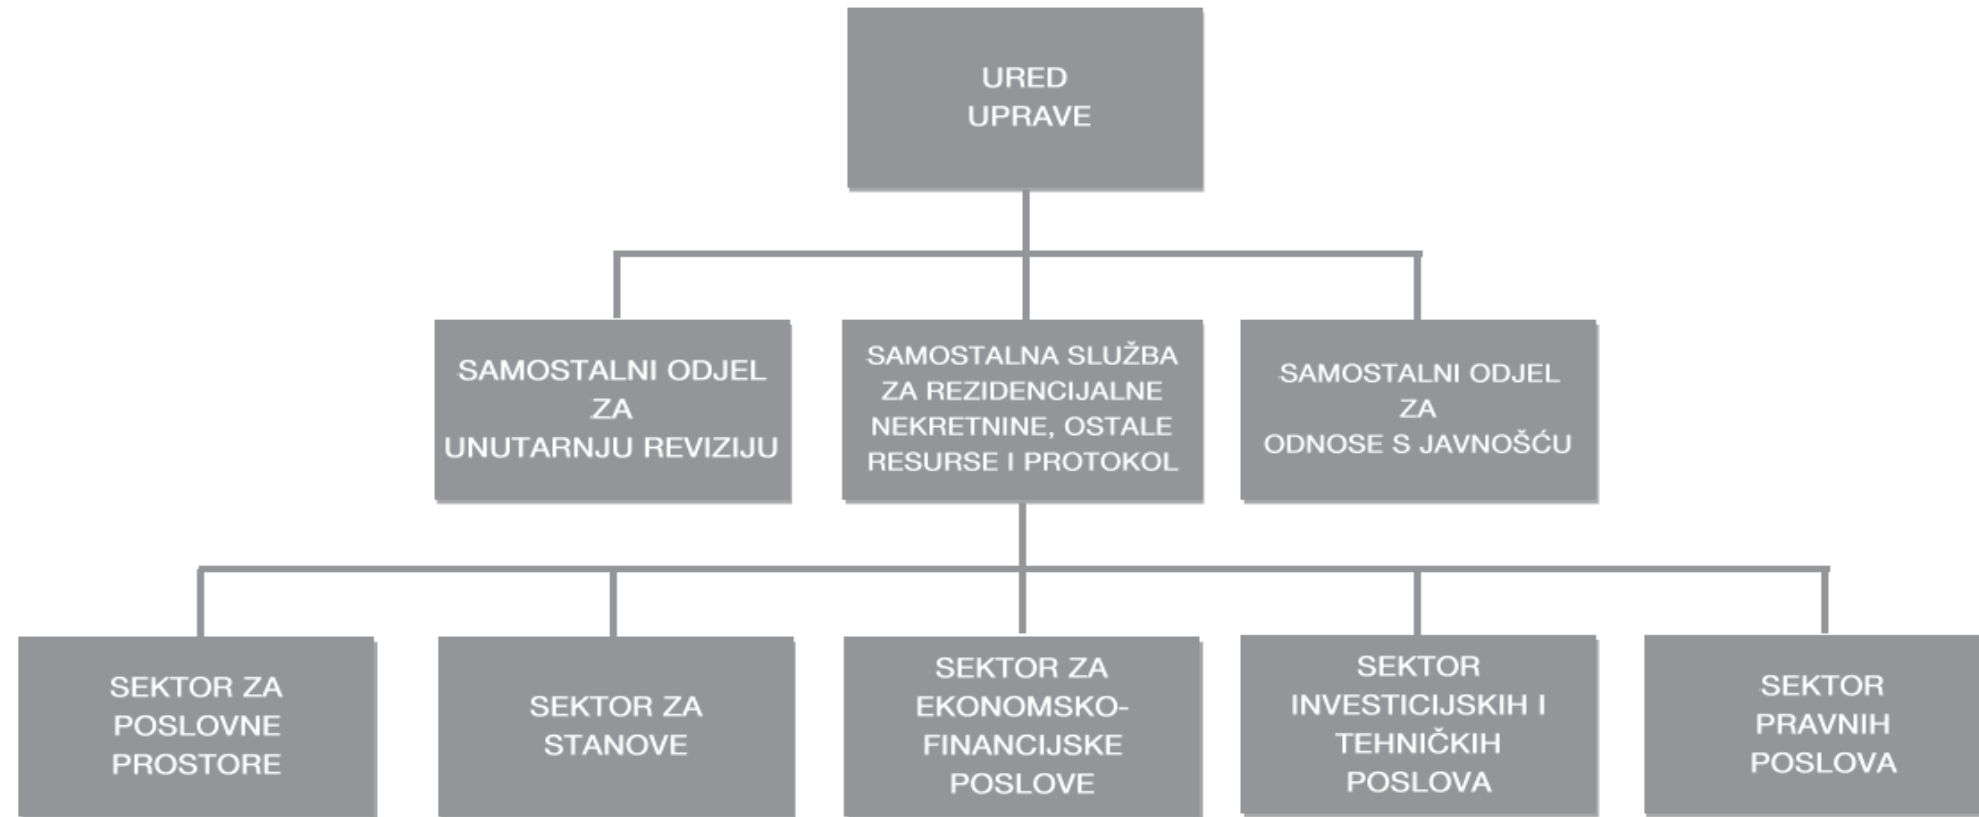 URED
UPRAVE
SAMOSTALNI ODJEL
ZA
UNUTARNJU REVIZIJU
SAMOSTALNA SLUŽBA
ZA REZIDENCIJALNE
NEKRETNINE, OSTALE
RESURSE I PROTOKOL
SAMOSTALNI ODJEL
ZA
ODNOSE S JAVNOŠĆU
SEKTOR ZA
POSLOVNE
PROSTORE
SEKTOR ZA
STANOVE
SEKTOR ZA
EKONOMSKO-
FINANCIJSKE
POSLOVE
SEKTOR
INVESTICIJSKIH I
TEHNIČKIH
POSLOVA
SEKTOR
PRAVNIH
POSLOVA